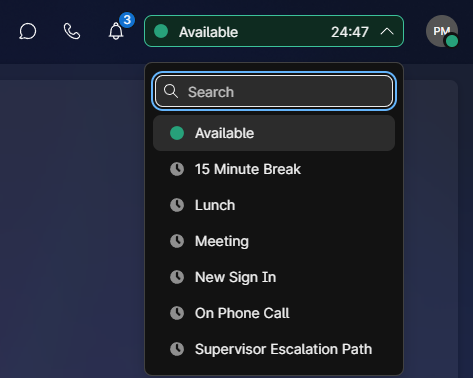 3
Available 24:47
PM
Search
Available
15 Minute Break
Lunch
Meeting
New Sign In
On Phone Call
Supervisor Escalation Path